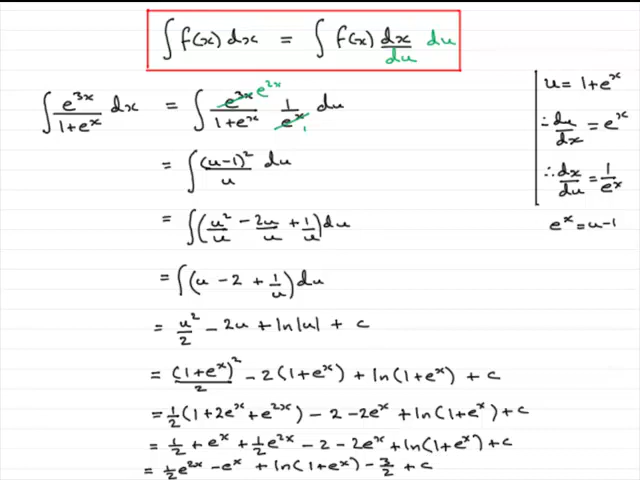 ∫ f(x) dx = ∫ f(x) dx/du du
∫ e^{3x}/(1+e^x) dx = ∫ e^{3x} e^{2x}/(1+e^x) 1/e^x 1 du
= ∫ (u-1)²/u du
= ∫ (u²/u - 2u/u + 1/u) du
= ∫ (u - 2 + 1/u) du
= u²/2 - 2u + ln|u| + c
= (1+e^x)²/2 - 2(1+e^x) + ln(1+e^x) + c
= ½(1+2e^x+e^{2x}) - 2 - 2e^x + ln(1+e^x) + c
= ½ + e^x + ½e^{2x} - 2 - 2e^x + ln(1+e^x) + c
= ½e^{2x} - e^x + ln(1+e^x) - 3/2 + c
u = 1+e^x
∴ du/dx = e^x
∴ dx/du = 1/e^x
e^x = u-1